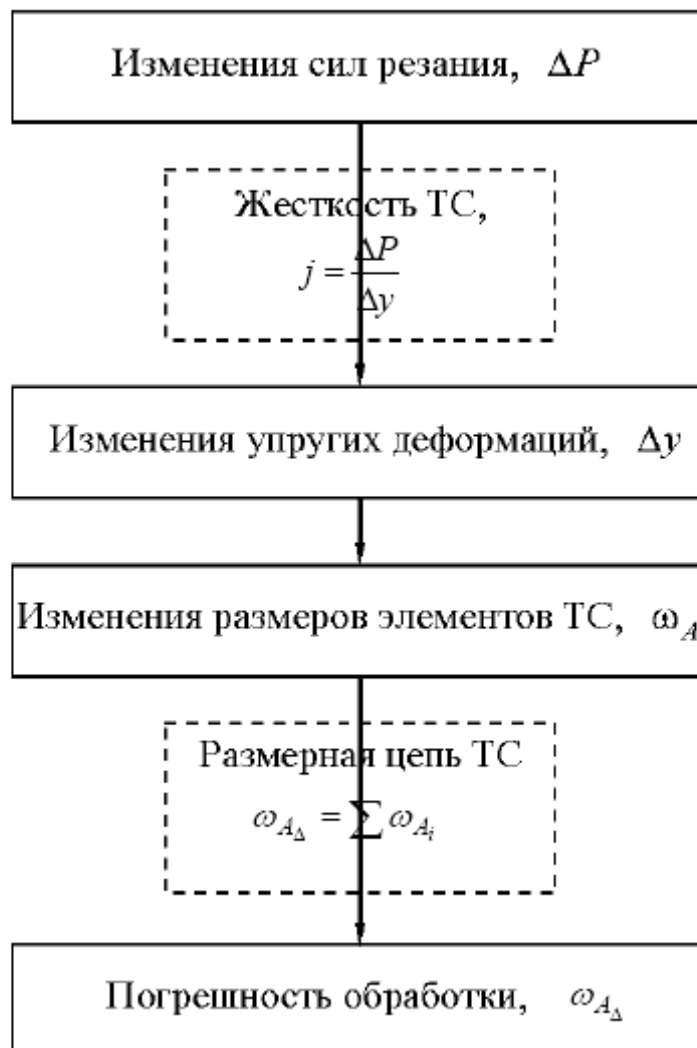 Изменения сил резания, ΔP
Жесткость ТС,
j = ΔP/Δy
Изменения упругих деформаций, Δy
Изменения размеров элементов ТС, ω_A
Размерная цепь ТС
ω_{A_Δ} = ∑ ω_{A_i}
Погрешность обработки, ω_{A_Δ}